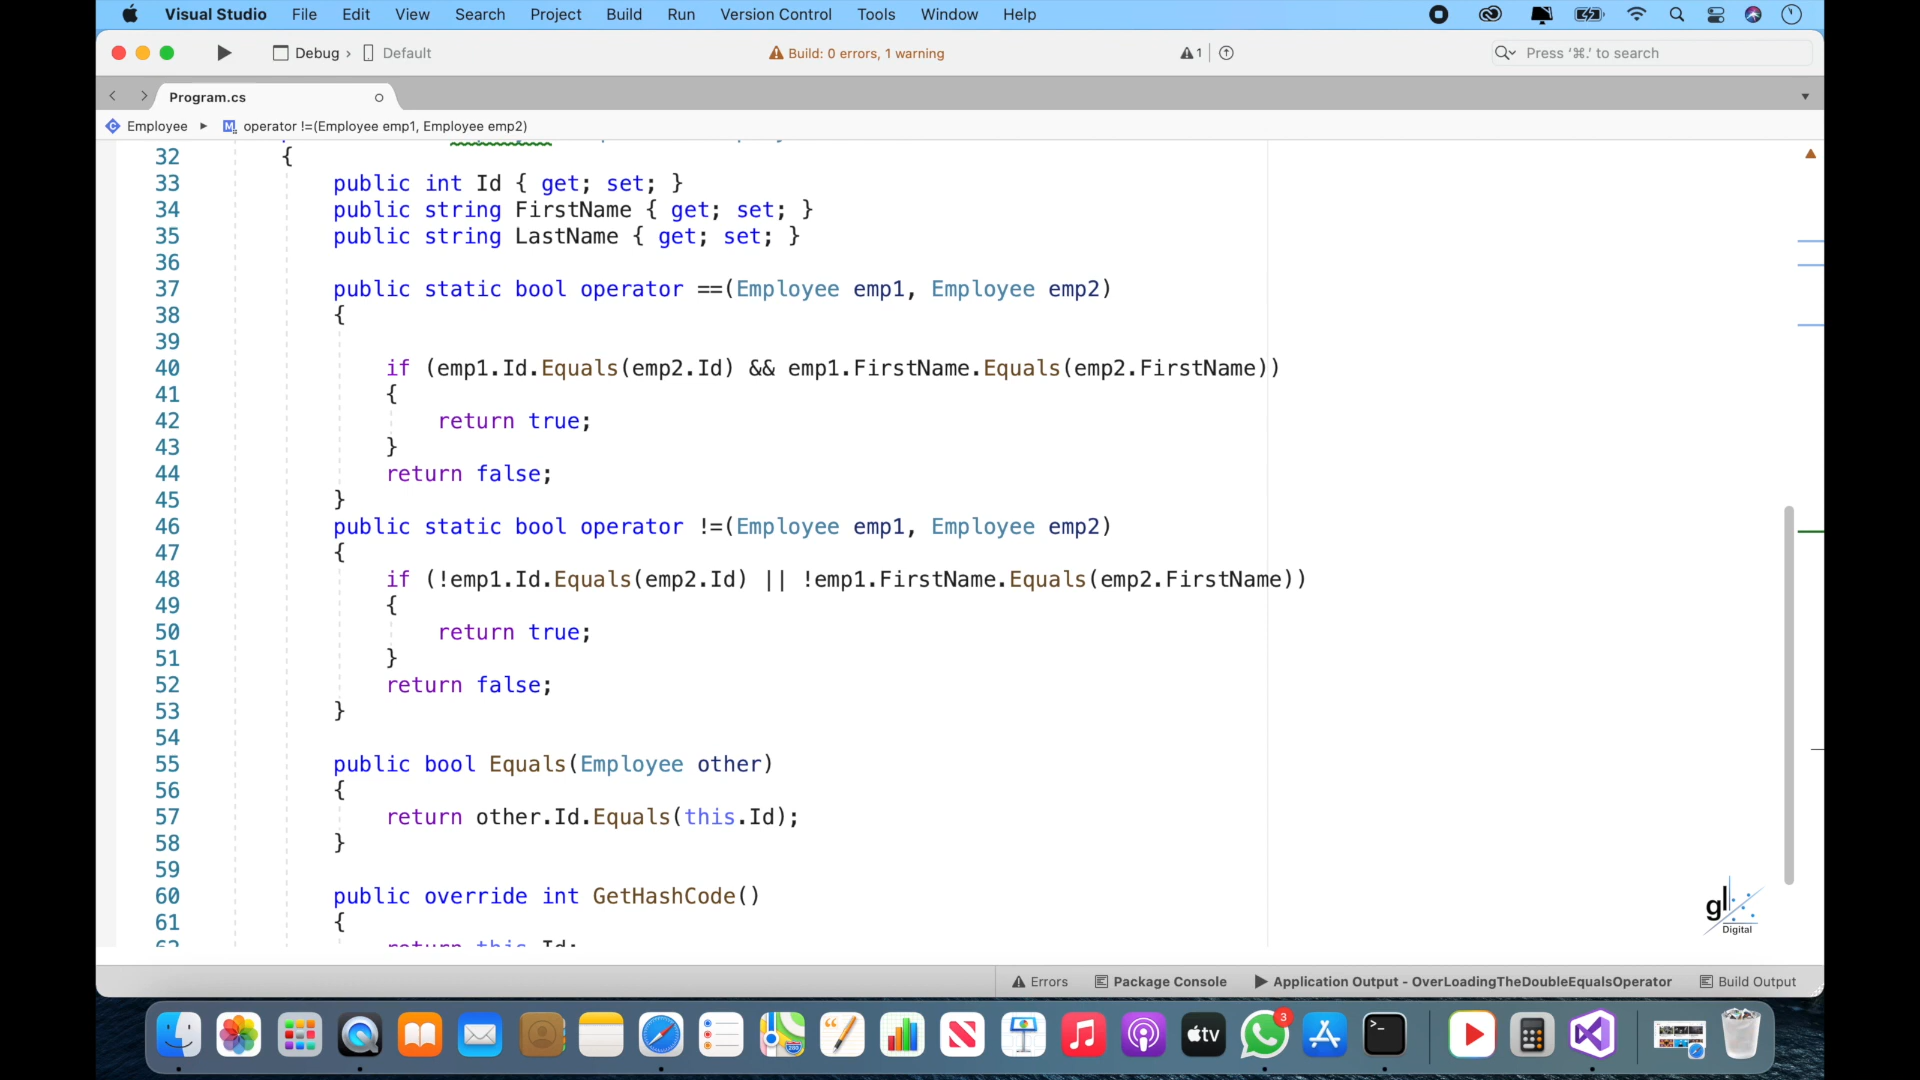 Visual Studio File Edit View Search Project Build Run Version Control Tools Window Help
Debug › Default
Build: 0 errors, 1 warning
1
Press ‘⌘.’ to search
Program.cs
Employee ▸ M operator !=(Employee emp1, Employee emp2)
32 {
33 public int Id { get; set; }
34 public string FirstName { get; set; }
35 public string LastName { get; set; }
36
37 public static bool operator ==(Employee emp1, Employee emp2)
38 {
39
40 if (emp1.Id.Equals(emp2.Id) && emp1.FirstName.Equals(emp2.FirstName))
41 {
42 return true;
43 }
44 return false;
45 }
46 public static bool operator !=(Employee emp1, Employee emp2)
47 {
48 if (!emp1.Id.Equals(emp2.Id) || !emp1.FirstName.Equals(emp2.FirstName))
49 {
50 return true;
51 }
52 return false;
53 }
54
55 public bool Equals(Employee other)
56 {
57 return other.Id.Equals(this.Id);
58 }
59
60 public override int GetHashCode()
61 {
62 return this.Id;
gl
Digital
Errors Package Console Application Output - OverLoadingTheDoubleEqualsOperator Build Output
tv
3
>_